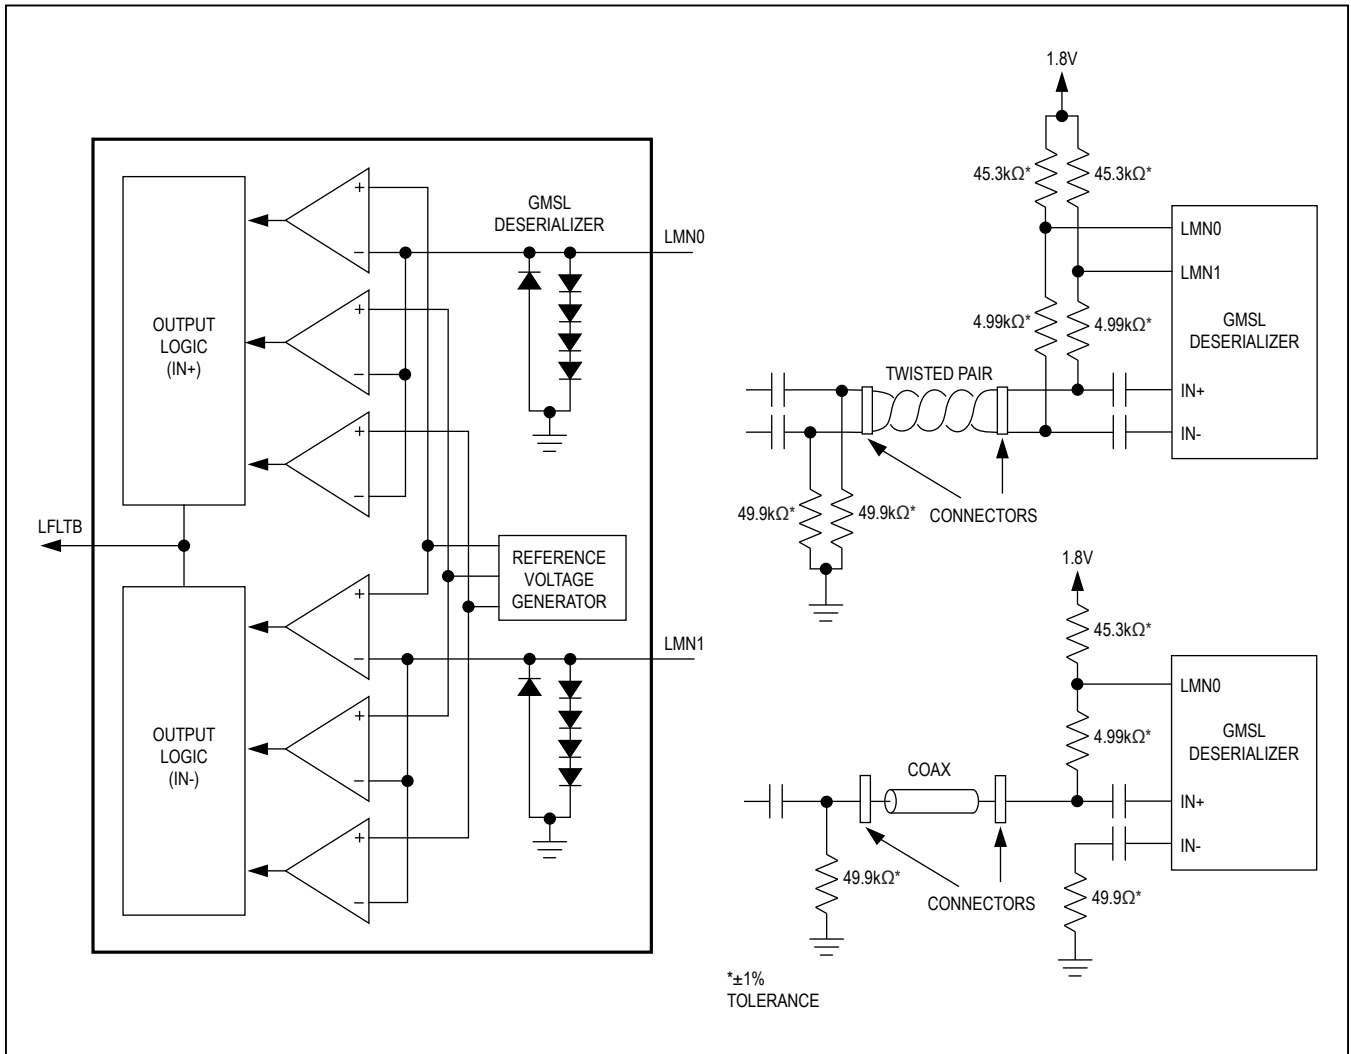 GMSL
DESERIALIZER
LMN0
+
−
+
−
+
−
OUTPUT
LOGIC
(IN+)
LFLTB
REFERENCE
VOLTAGE
GENERATOR
LMN1
+
−
+
−
+
−
OUTPUT
LOGIC
(IN-)
1.8V
45.3kΩ*
45.3kΩ*
LMN0
LMN1
4.99kΩ*
4.99kΩ*
GMSL
DESERIALIZER
TWISTED PAIR
IN+
IN-
49.9kΩ*
49.9kΩ*
CONNECTORS
1.8V
45.3kΩ*
LMN0
4.99kΩ*
GMSL
DESERIALIZER
COAX
IN+
IN-
49.9kΩ*
CONNECTORS
49.9Ω*
*±1%
TOLERANCE